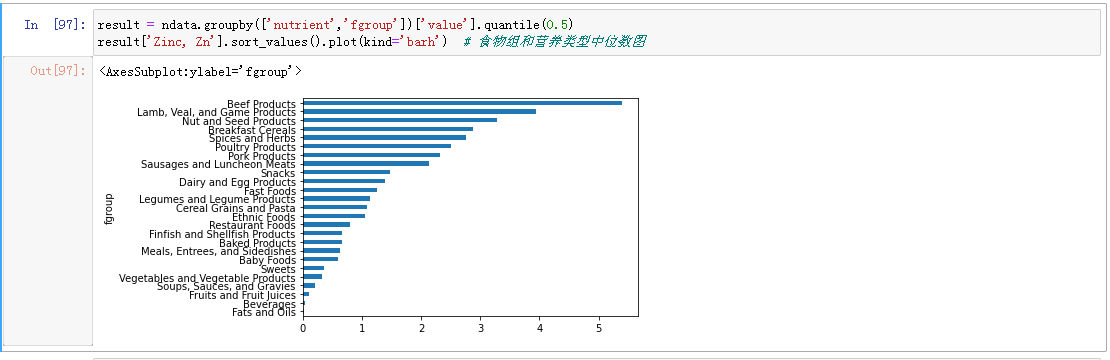 In [97]: result = ndata.groupby(['nutrient','fgroup'])['value'].quantile(0.5)
result['Zinc, Zn'].sort_values().plot(kind='barh')  # 食物组和营养类型中位数图
Out[97]: <AxesSubplot:ylabel='fgroup'>
Beef Products
Lamb, Veal, and Game Products
Nut and Seed Products
Breakfast Cereals
Spices and Herbs
Poultry Products
Pork Products
Sausages and Luncheon Meats
Snacks
Dairy and Egg Products
Fast Foods
Legumes and Legume Products
Cereal Grains and Pasta
Ethnic Foods
Restaurant Foods
Finfish and Shellfish Products
Baked Products
Meals, Entrees, and Sidedishes
Baby Foods
Sweets
Vegetables and Vegetable Products
Soups, Sauces, and Gravies
Fruits and Fruit Juices
Beverages
Fats and Oils
fgroup
0 1 2 3 4 5